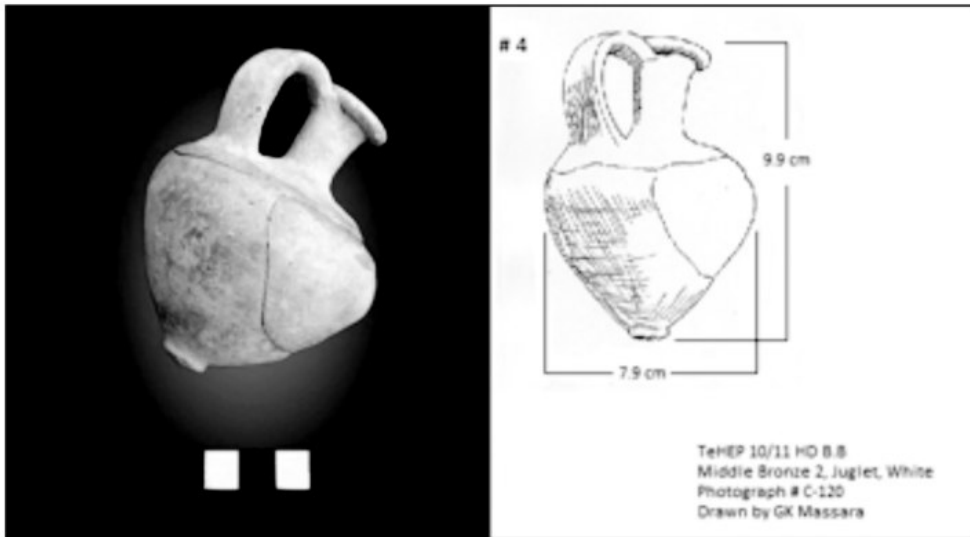 # 4
9.9 cm
7.9 cm
TeHEP 10/11 HD B.B
Middle Bronze 2, Juglet, White
Photograph # C-120
Drawn by GK Massara